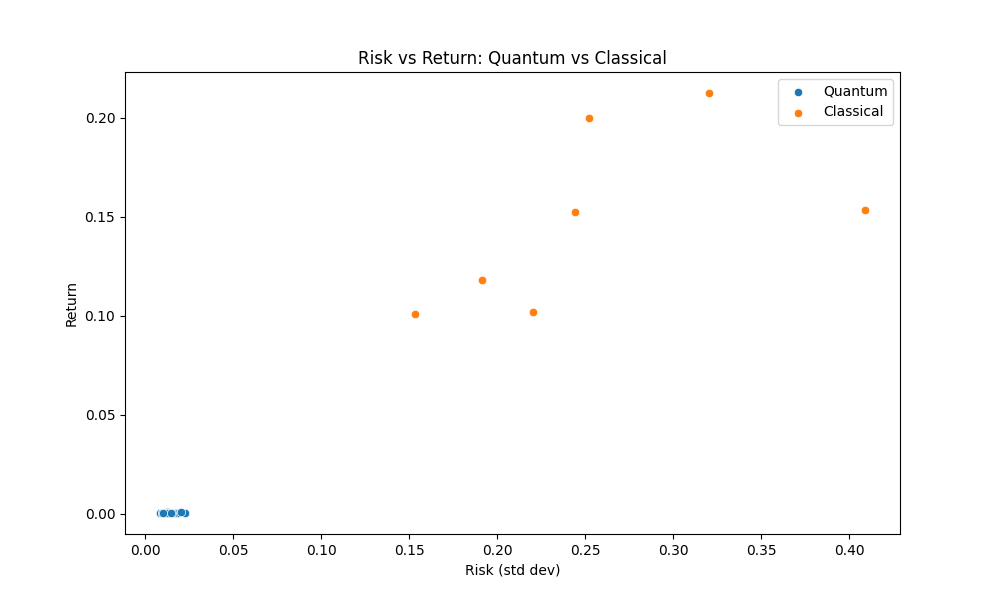 Risk vs Return: Quantum vs Classical
Quantum
Classical
0.20
0.15
0.10
0.05
0.00
Return
0.00 0.05 0.10 0.15 0.20 0.25 0.30 0.35 0.40
Risk (std dev)